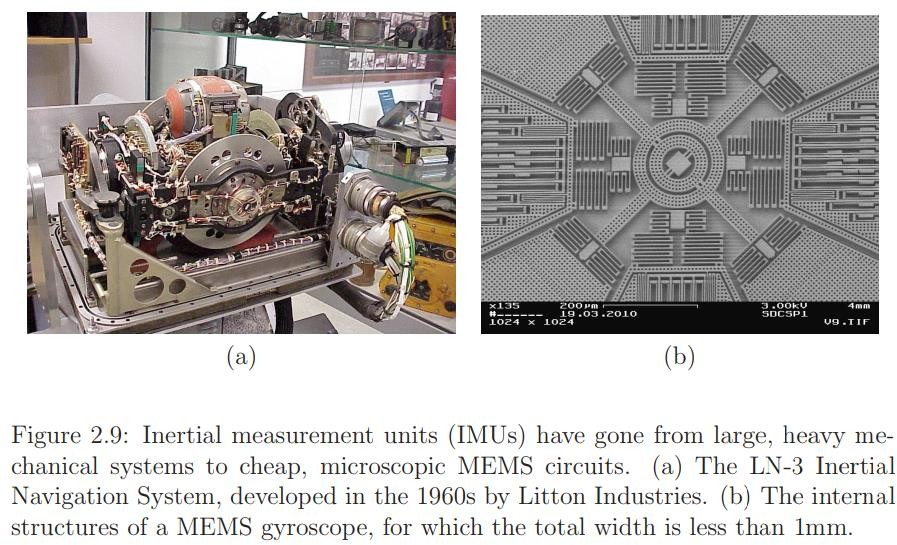 x135
200µm
3.00kV
4mm
#------
19.03.2010
SDCSP1
1024 x 1024
V9.TIF
(a)
(b)
Figure 2.9: Inertial measurement units (IMUs) have gone from large, heavy me-
chanical systems to cheap, microscopic MEMS circuits. (a) The LN-3 Inertial
Navigation System, developed in the 1960s by Litton Industries. (b) The internal
structures of a MEMS gyroscope, for which the total width is less than 1mm.